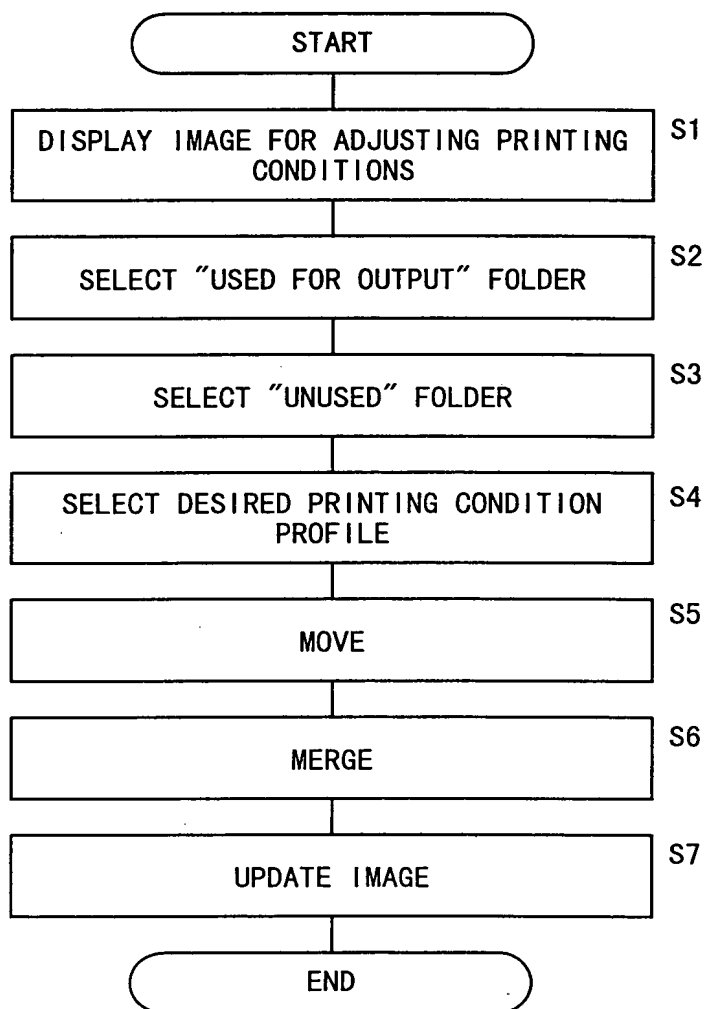 START
DISPLAY IMAGE FOR ADJUSTING PRINTING
CONDITIONS
S1
SELECT "USED FOR OUTPUT" FOLDER
S2
SELECT "UNUSED" FOLDER
S3
SELECT DESIRED PRINTING CONDITION
PROFILE
S4
MOVE
S5
MERGE
S6
UPDATE IMAGE
S7
END